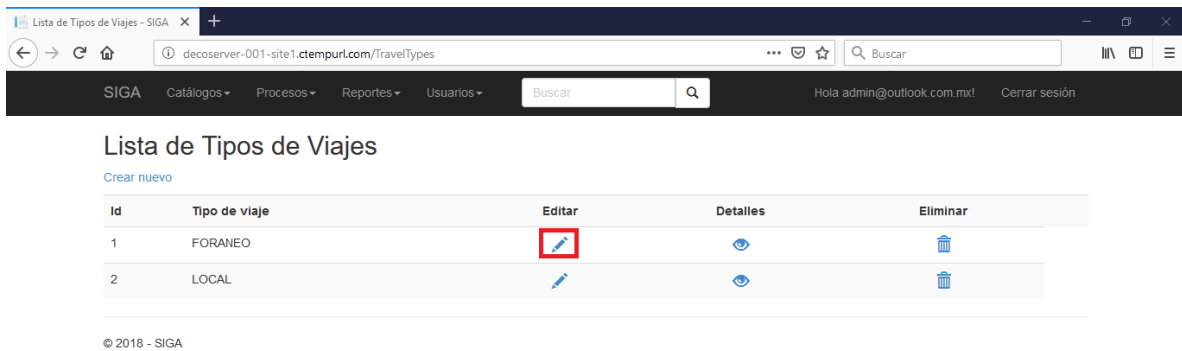 Lista de Tipos de Viajes - SIGA
decoserver-001-site1.ctempurl.com/TravelTypes
Buscar
SIGA Catálogos Procesos Reportes Usuarios Buscar Hola admin@outlook.com.mx! Cerrar sesión
Lista de Tipos de Viajes
Crear nuevo
Id Tipo de viaje Editar Detalles Eliminar
1 FORANEO
2 LOCAL
© 2018 - SIGA